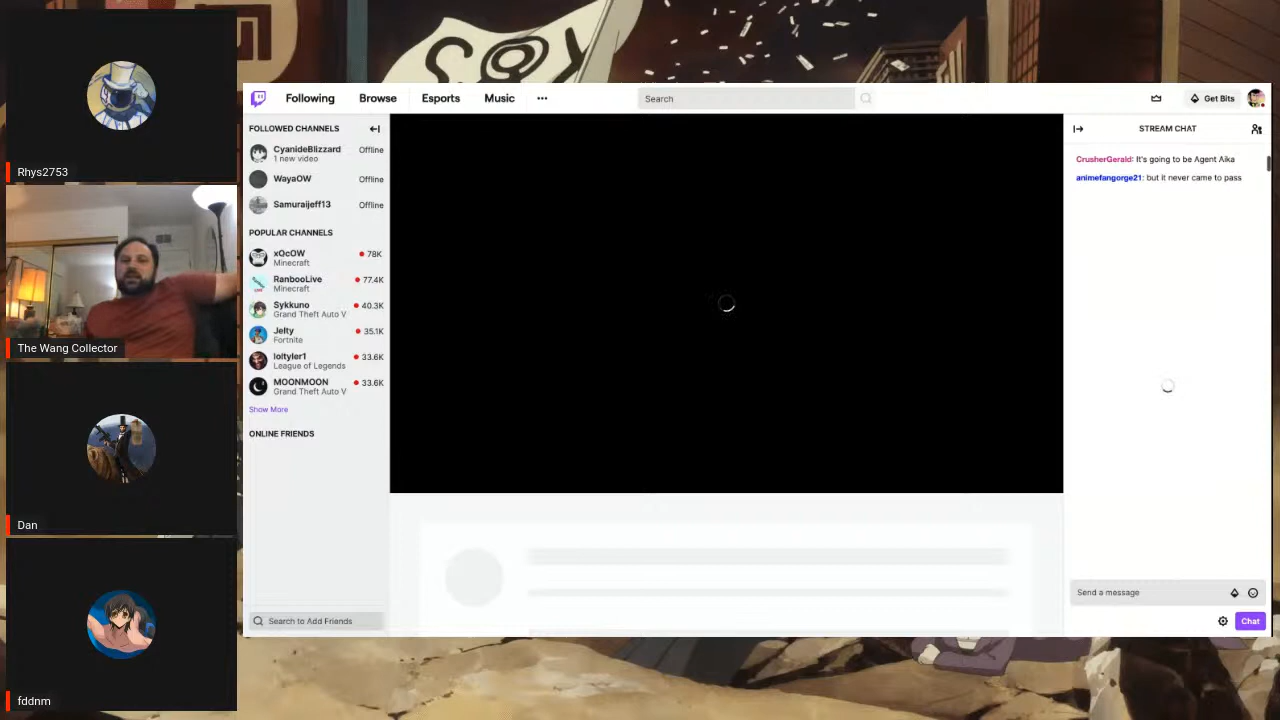 Rhys2753
The Wang Collector
Dan
fddnm
Following
Browse
Esports
Music
Search
Get Bits
FOLLOWED CHANNELS
CyanideBlizzard
Offline
1 new video
WayaOW
Offline
Samuraijeff13
Offline
POPULAR CHANNELS
xQcOW
78K
Minecraft
RanbooLive
77.4K
Minecraft
Sykkuno
40.3K
Grand Theft Auto V
Jelty
35.1K
Fortnite
loltyler1
33.6K
League of Legends
MOONMOON
33.6K
Grand Theft Auto V
Show More
ONLINE FRIENDS
Search to Add Friends
STREAM CHAT
CrusherGerald: It's going to be Agent Aika
animefangorge21: but it never came to pass
Send a message
Chat